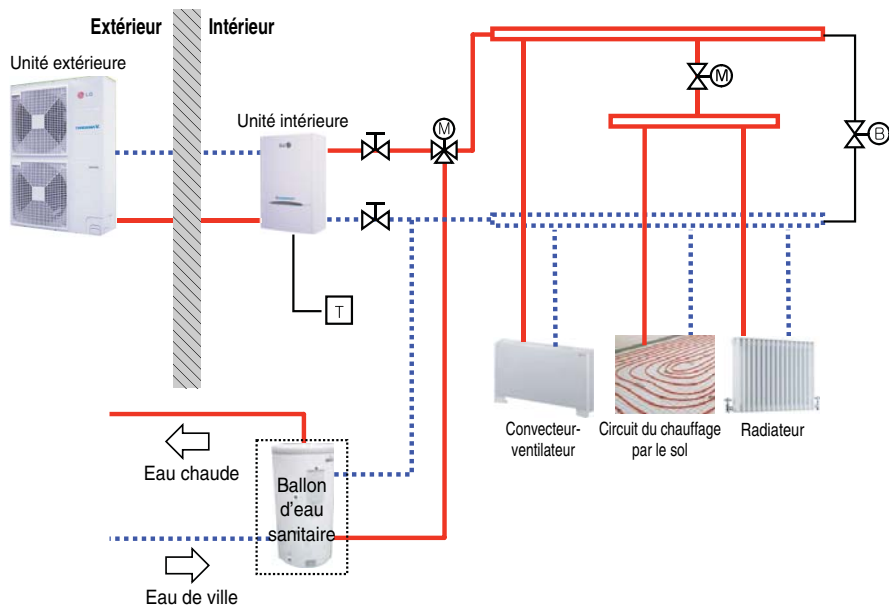 Extérieur
Intérieur
Unité extérieure
LG
Unité intérieure
M
M
B
T
Convecteur-
ventilateur
Circuit du chauffage
par le sol
Radiateur
Eau chaude
Ballon
d'eau
sanitaire
Eau de ville